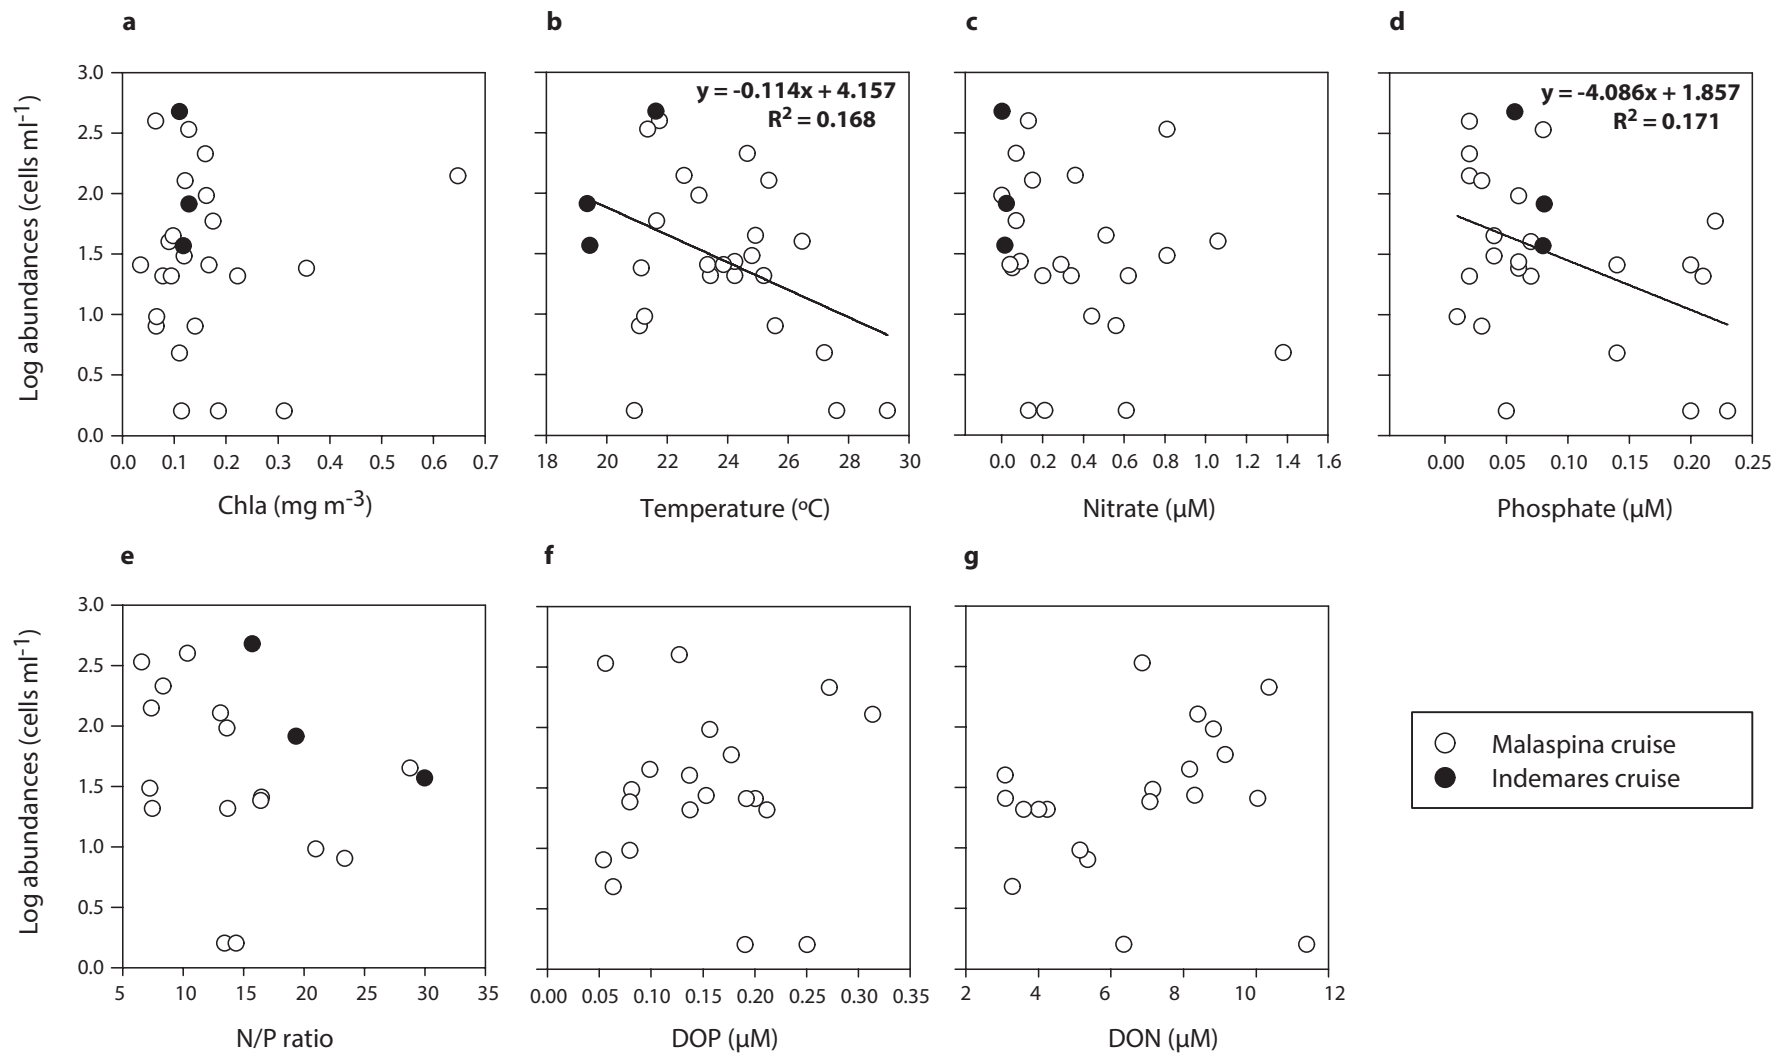 a
b
c
d
3.0
2.5
2.0
1.5
1.0
0.5
0.0
Log abundances (cells ml⁻¹)
0.0 0.1 0.2 0.3 0.4 0.5 0.6 0.7
Chla (mg m⁻³)
y = -0.114x + 4.157
R² = 0.168
18 20 22 24 26 28 30
Temperature (ºC)
0.0 0.2 0.4 0.6 0.8 1.0 1.2 1.4 1.6
Nitrate (µM)
y = -4.086x + 1.857
R² = 0.171
0.00 0.05 0.10 0.15 0.20 0.25
Phosphate (µM)
e
f
g
3.0
2.5
2.0
1.5
1.0
0.5
0.0
Log abundances (cells ml⁻¹)
5 10 15 20 25 30 35
N/P ratio
0.00 0.05 0.10 0.15 0.20 0.25 0.30 0.35
DOP (µM)
2 4 6 8 10 12
DON (µM)
Malaspina cruise
Indemares cruise